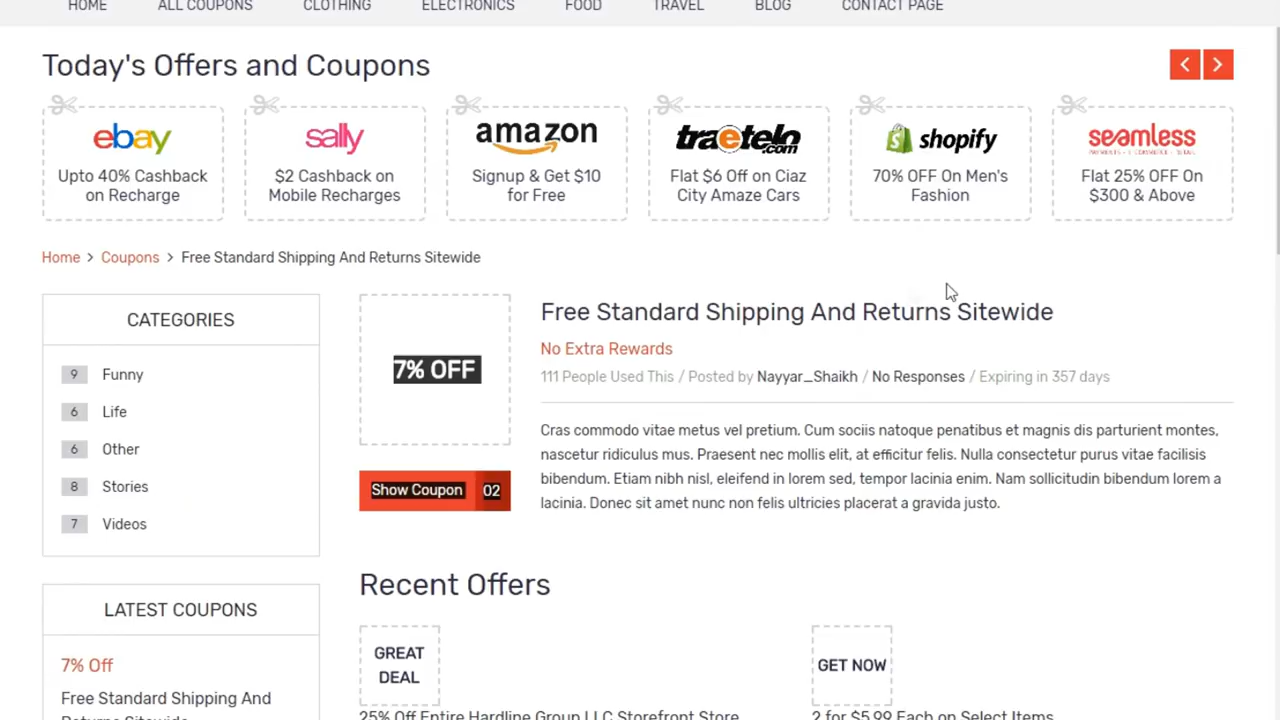 HOME ALL COUPONS CLOTHING ELECTRONICS FOOD TRAVEL BLOG CONTACT PAGE
Today's Offers and Coupons
ebay
Upto 40% Cashback
on Recharge
sally
$2 Cashback on
Mobile Recharges
amazon
Signup & Get $10
for Free
traetelo
.com
Flat $6 Off on Ciaz
City Amaze Cars
shopify
70% OFF On Men's
Fashion
seamless
Flat 25% OFF On
$300 & Above
Home > Coupons > Free Standard Shipping And Returns Sitewide
CATEGORIES
9 Funny
6 Life
6 Other
8 Stories
7 Videos
LATEST COUPONS
7% Off
Free Standard Shipping And
Returns Sitewide
7% OFF
Show Coupon 02
Free Standard Shipping And Returns Sitewide
No Extra Rewards
111 People Used This / Posted by Nayyar_Shaikh / No Responses / Expiring in 357 days
Cras commodo vitae metus vel pretium. Cum sociis natoque penatibus et magnis dis parturient montes,
nascetur ridiculus mus. Praesent nec mollis elit, at efficitur felis. Nulla consectetur purus vitae facilisis
bibendum. Etiam nibh nisl, eleifend in lorem sed, tempor lacinia enim. Nam sollicitudin bibendum lorem a
lacinia. Donec sit amet nunc non felis ultricies placerat a gravida justo.
Recent Offers
GREAT
DEAL
25% Off Entire Hardline Group LLC Storefront Store
GET NOW
2 for $5.99 Each on Select Items